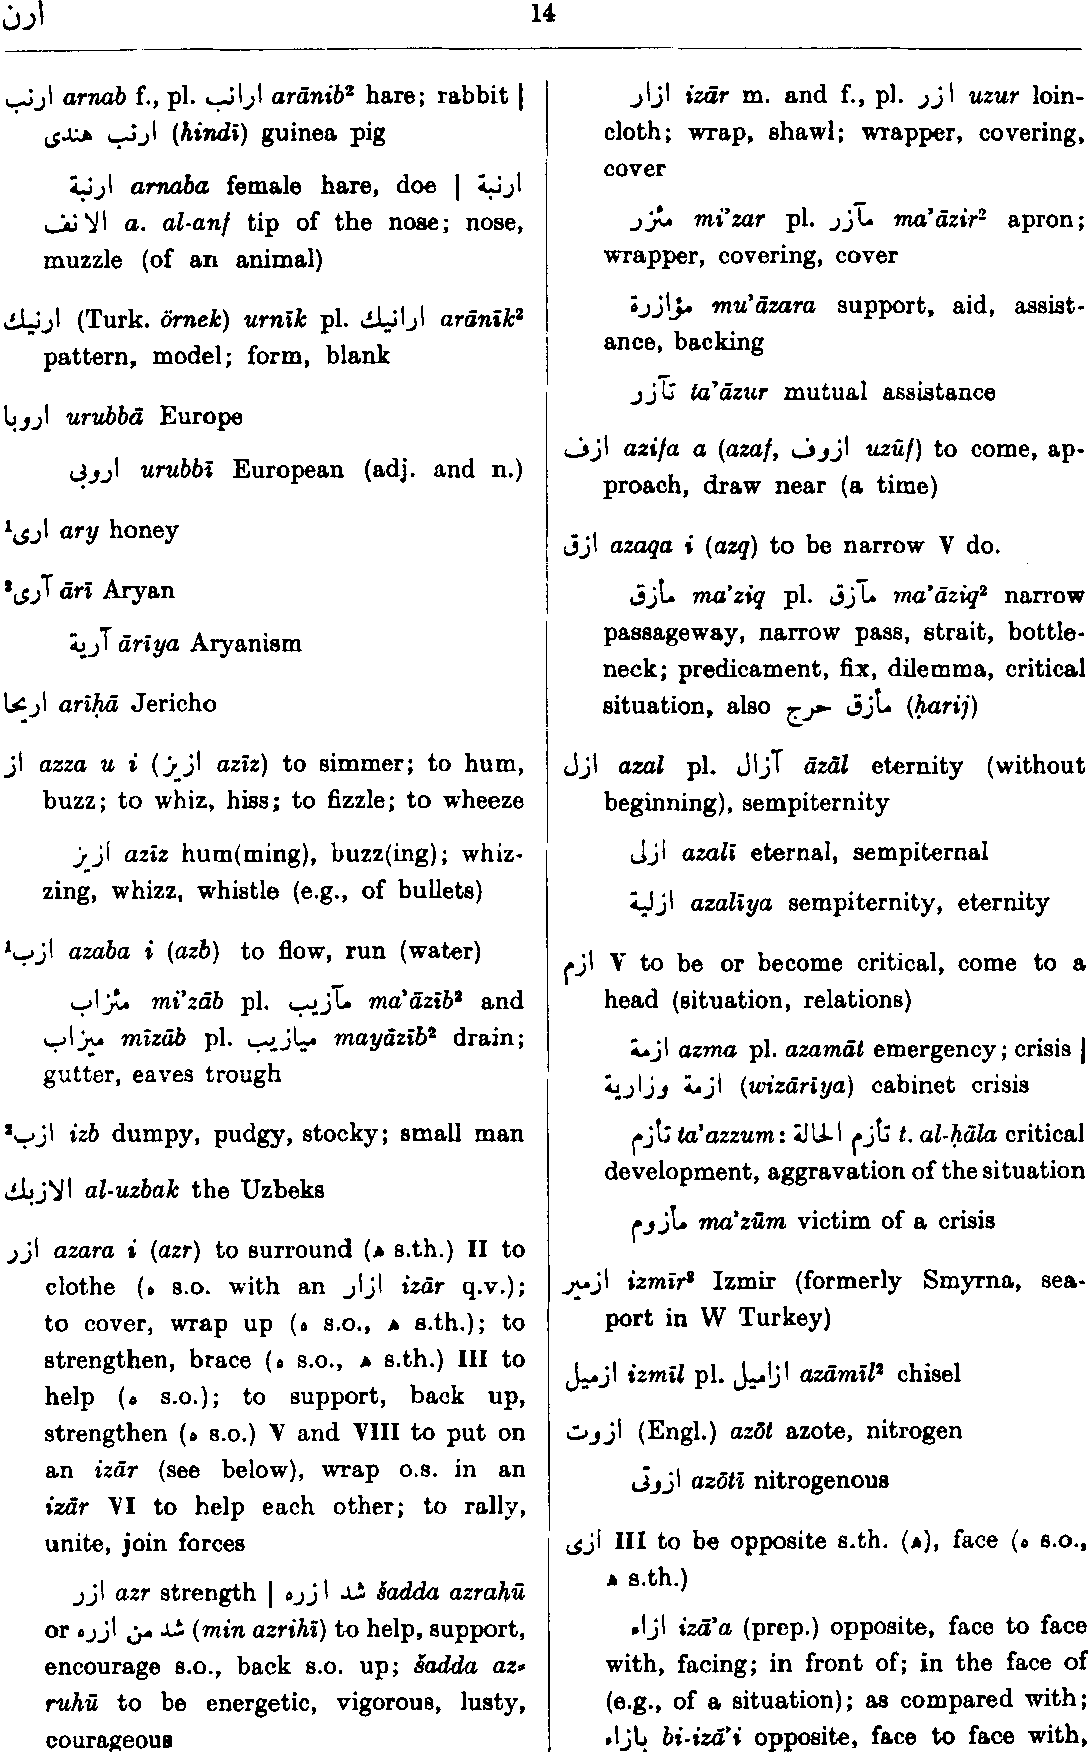 ارن
14
ارنب arnab f., pl. ارانب arānib² hare; rabbit |
ارنب هندى (hindī) guinea pig
ارنبة arnaba female hare, doe | ارنبة
الانف a. al-anf tip of the nose; nose,
muzzle (of an animal)
ارنيك (Turk. örnek) urnīk pl. ارانيك arānīk²
pattern, model; form, blank
اروبا urubbā Europe
اروبى urubbī European (adj. and n.)
ارى¹ ary honey
آرى² ārī Aryan
آرية ārīya Aryanism
اريحا arīḥā Jericho
از azza u i (ازيز azīz) to simmer; to hum,
buzz; to whiz, hiss; to fizzle; to wheeze
ازيز azīz hum(ming), buzz(ing); whiz-
zing, whizz, whistle (e.g., of bullets)
ازب¹ azaba i (azb) to flow, run (water)
مئزاب mi’zāb pl. مآزيب ma’āzīb² and
ميزاب mīzāb pl. ميازيب mayāzīb² drain;
gutter, eaves trough
ازب² izb dumpy, pudgy, stocky; small man
الازبك al-uzbak the Uzbeks
ازر azara i (azr) to surround (ه s.th.) II to
clothe (ه s.o. with an ازار izār q.v.);
to cover, wrap up (ه s.o., ه s.th.); to
strengthen, brace (ه s.o., ه s.th.) III to
help (ه s.o.); to support, back up,
strengthen (ه s.o.) V and VIII to put on
an izār (see below), wrap o.s. in an
izār VI to help each other; to rally,
unite, join forces
ازر azr strength | شد ازره šadda azrahū
or شد من ازره (min azrihī) to help, support,
encourage s.o., back s.o. up; šadda az-
ruhū to be energetic, vigorous, lusty,
courageous
ازار izār m. and f., pl. ازر uzur loin-
cloth; wrap, shawl; wrapper, covering,
cover
مئزر mi’zar pl. مآزر ma’āzir² apron;
wrapper, covering, cover
مؤازرة mu’āzara support, aid, assist-
ance, backing
تآزر ta’āzur mutual assistance
ازف azifa a (azaf, ازوف uzūf) to come, ap-
proach, draw near (a time)
ازق azaqa i (azq) to be narrow V do.
مأزق ma’ziq pl. مآزق ma’āziq² narrow
passageway, narrow pass, strait, bottle-
neck; predicament, fix, dilemma, critical
situation, also مأزق حرج (ḥarij)
ازل azal pl. آزال āzāl eternity (without
beginning), sempiternity
ازلى azalī eternal, sempiternal
ازلية azalīya sempiternity, eternity
ازم V to be or become critical, come to a
head (situation, relations)
ازمة azma pl. azamāt emergency; crisis |
ازمة وزارية (wizārīya) cabinet crisis
تأزم ta’azzum: تأزم الحالة t. al-ḥāla critical
development, aggravation of the situation
مأزوم ma’zūm victim of a crisis
ازمير izmīr² Izmir (formerly Smyrna, sea-
port in W Turkey)
ازميل izmīl pl. ازاميل azāmīl² chisel
ازوت (Engl.) azōt azote, nitrogen
ازوتى azōtī nitrogenous
ازى III to be opposite s.th. (ه), face (ه s.o.,
ه s.th.)
ازاء izā’a (prep.) opposite, face to face
with, facing; in front of; in the face of
(e.g., of a situation); as compared with;
بازاء bi-izā’i opposite, face to face with,